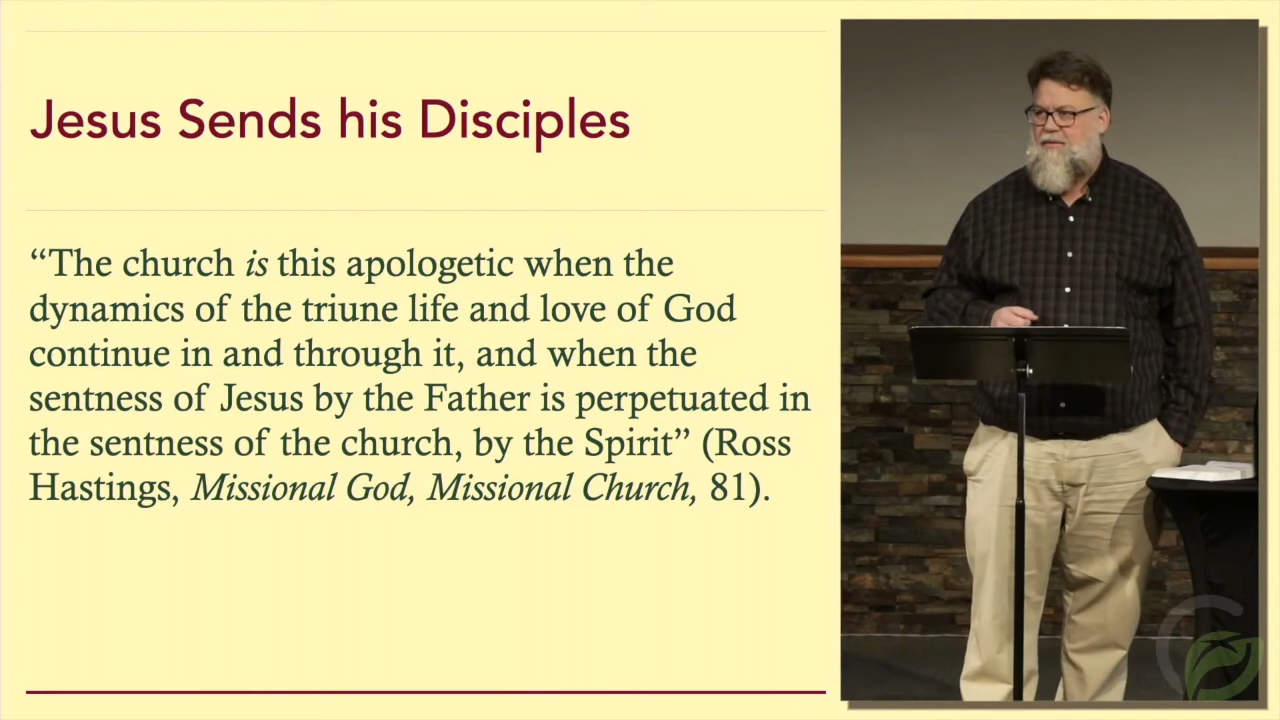 Jesus Sends his Disciples
“The church is this apologetic when the
dynamics of the triune life and love of God
continue in and through it, and when the
sentness of Jesus by the Father is perpetuated in
the sentness of the church, by the Spirit” (Ross
Hastings, Missional God, Missional Church, 81).